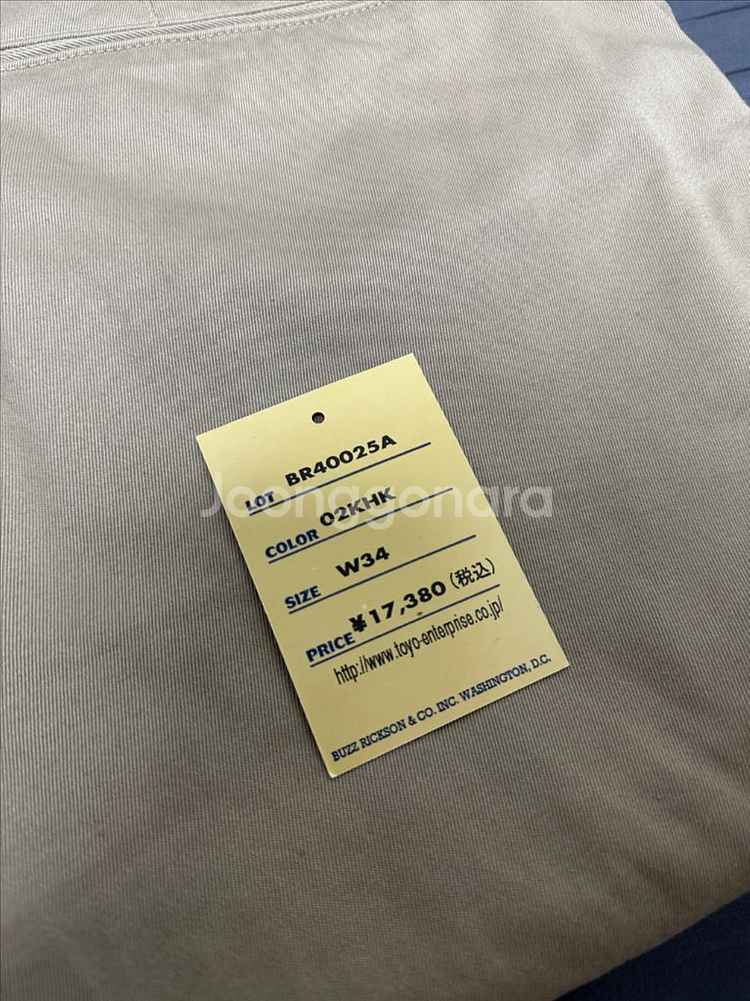 LOT BR40025A
COLOR 02KHK
SIZE W34
PRICE ¥17,380(税込)
http://www.toyo-enterprise.co.jp/
BUZZ RICKSON & CO. INC. WASHINGTON, D.C.
Joonggonara